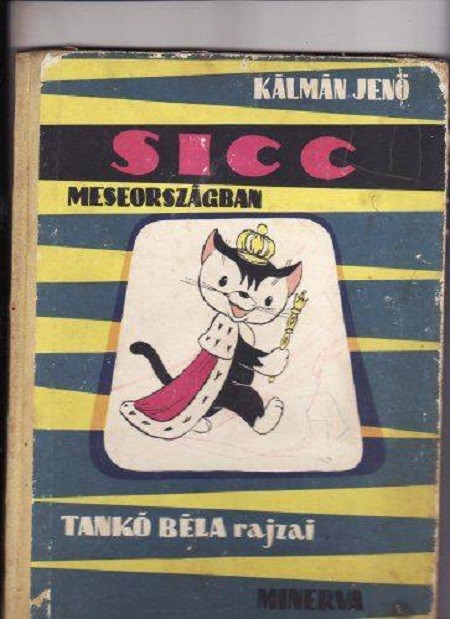 KÁLMÁN JENŐ
SICC
MESEORSZÁGBAN
TANKÓ BÉLA rajzai
MINERVA